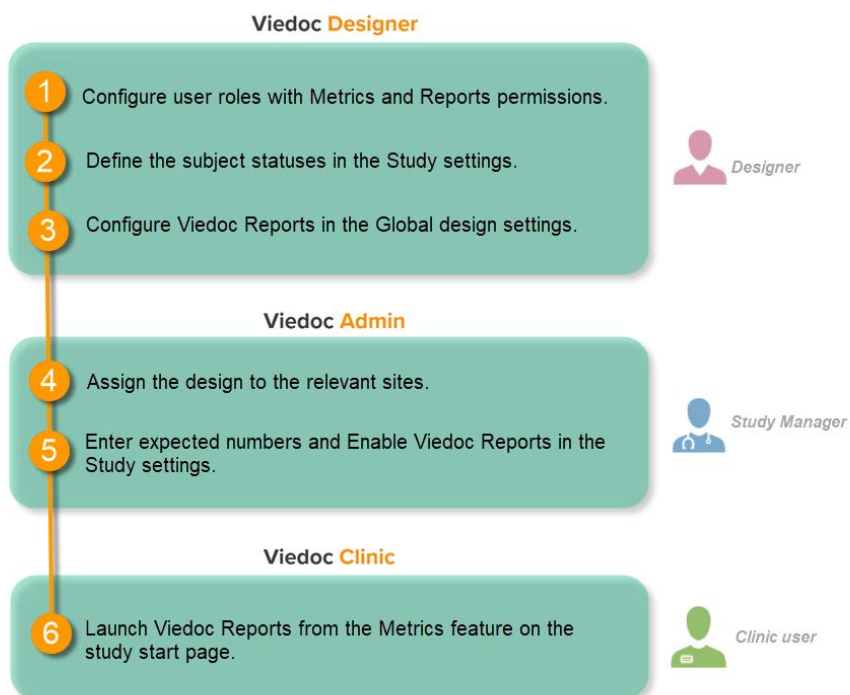 Viedoc Designer
1 Configure user roles with Metrics and Reports permissions.
2 Define the subject statuses in the Study settings.
3 Configure Viedoc Reports in the Global design settings.
Designer
Viedoc Admin
4 Assign the design to the relevant sites.
5 Enter expected numbers and Enable Viedoc Reports in the
Study settings.
Study Manager
Viedoc Clinic
6 Launch Viedoc Reports from the Metrics feature on the
study start page.
Clinic user